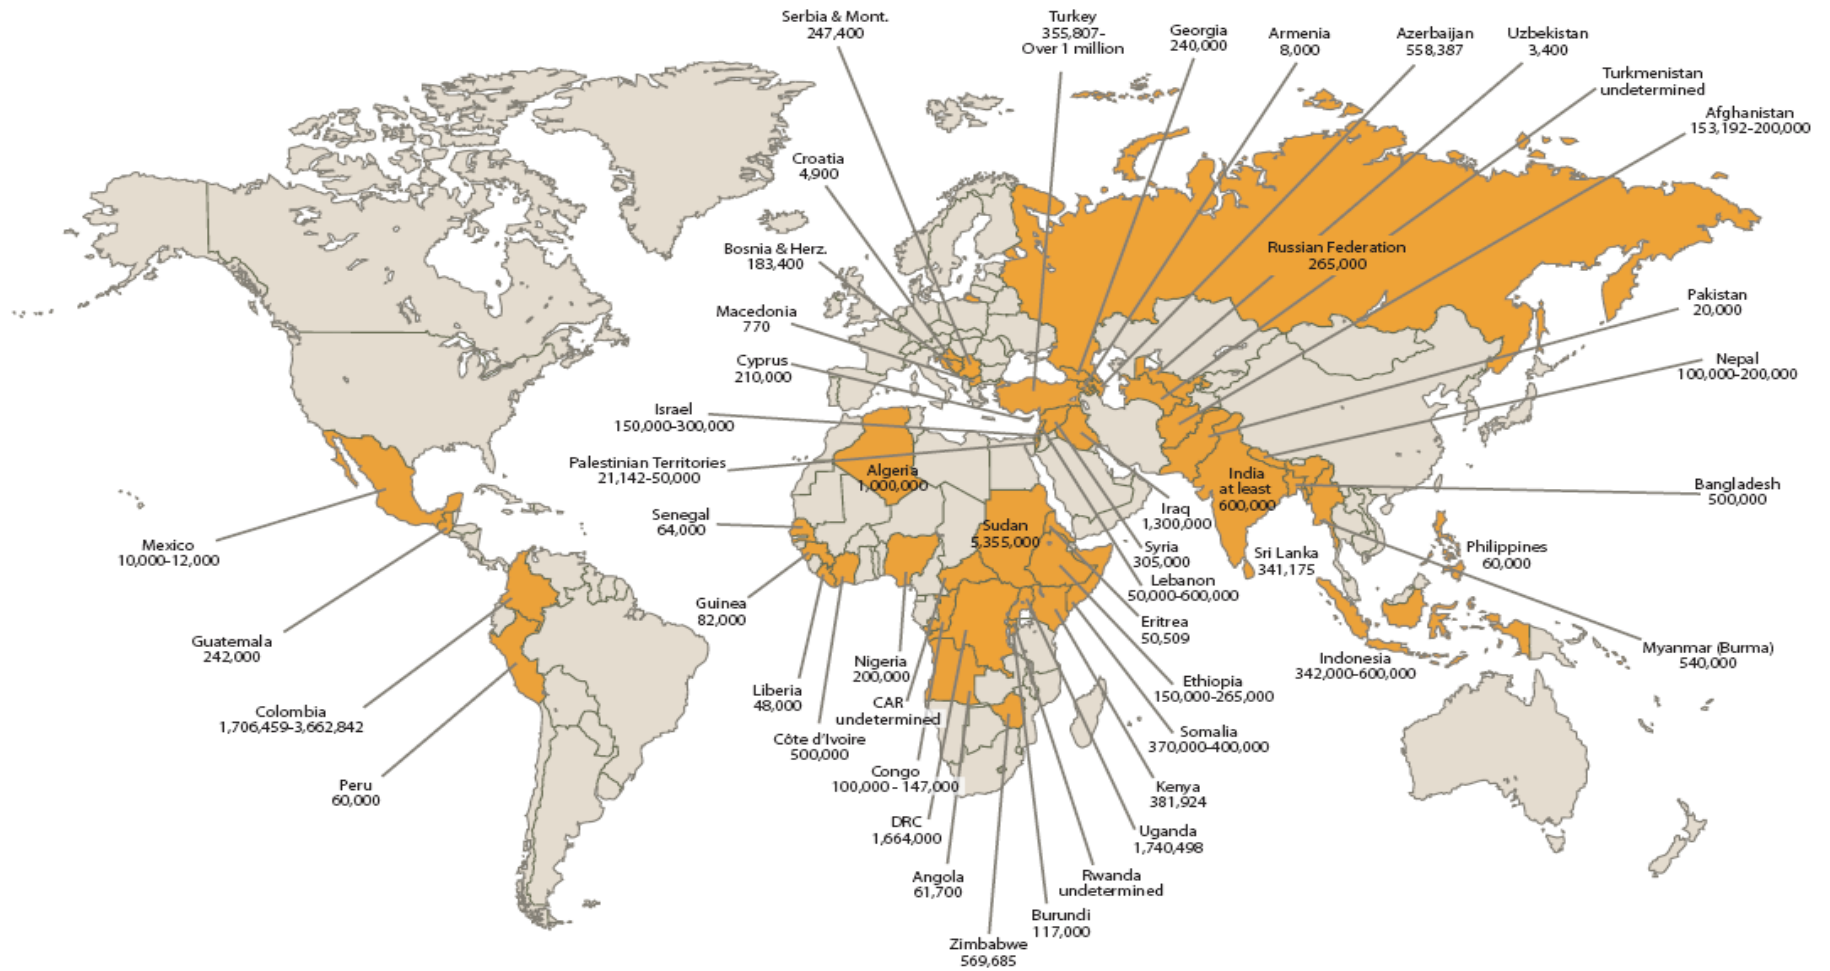 Serbia & Mont.
247,400
Turkey
355,807-
Over 1 million
Georgia
240,000
Armenia
8,000
Azerbaijan
558,387
Uzbekistan
3,400
Turkmenistan
undetermined
Afghanistan
153,192-200,000
Croatia
4,900
Bosnia & Herz.
183,400
Russian Federation
265,000
Macedonia
770
Pakistan
20,000
Cyprus
210,000
Nepal
100,000-200,000
Israel
150,000-300,000
Palestinian Territories
21,142-50,000
Algeria
1,000,000
India
at least
600,000
Bangladesh
500,000
Senegal
64,000
Sudan
5,355,000
Iraq
1,300,000
Syria
305,000
Lebanon
50,000-600,000
Sri Lanka
341,175
Philippines
60,000
Mexico
10,000-12,000
Guinea
82,000
Eritrea
50,509
Guatemala
242,000
Nigeria
200,000
Indonesia
342,000-600,000
Myanmar (Burma)
540,000
Liberia
48,000
CAR
undetermined
Ethiopia
150,000-265,000
Colombia
1,706,459-3,662,842
Côte d'Ivoire
500,000
Somalia
370,000-400,000
Peru
60,000
Congo
100,000 - 147,000
Kenya
381,924
DRC
1,664,000
Uganda
1,740,498
Angola
61,700
Rwanda
undetermined
Burundi
117,000
Zimbabwe
569,685